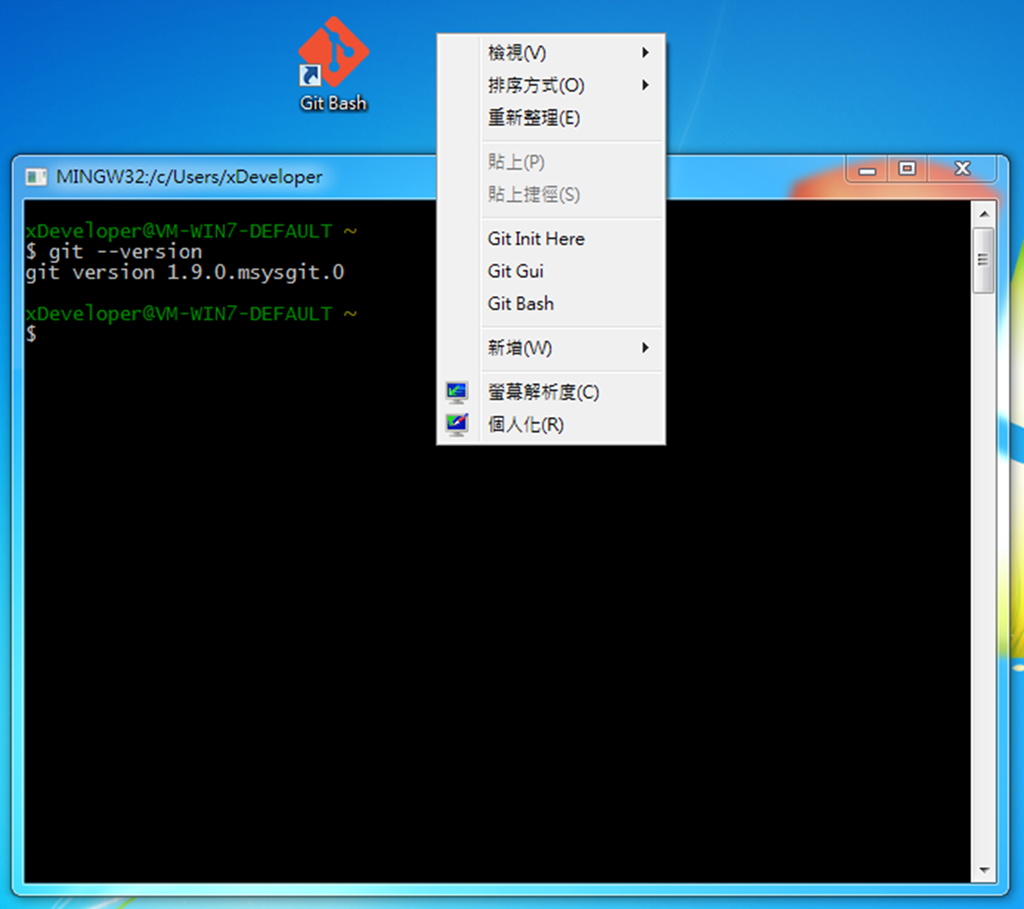 Git Bash
檢視(V)
排序方式(O)
重新整理(E)
貼上(P)
貼上捷徑(S)
Git Init Here
Git Gui
Git Bash
新增(W)
螢幕解析度(C)
個人化(R)
MINGW32:/c/Users/xDeveloper
xDeveloper@VM-WIN7-DEFAULT ~
$ git --version
git version 1.9.0.msysgit.0
xDeveloper@VM-WIN7-DEFAULT ~
$